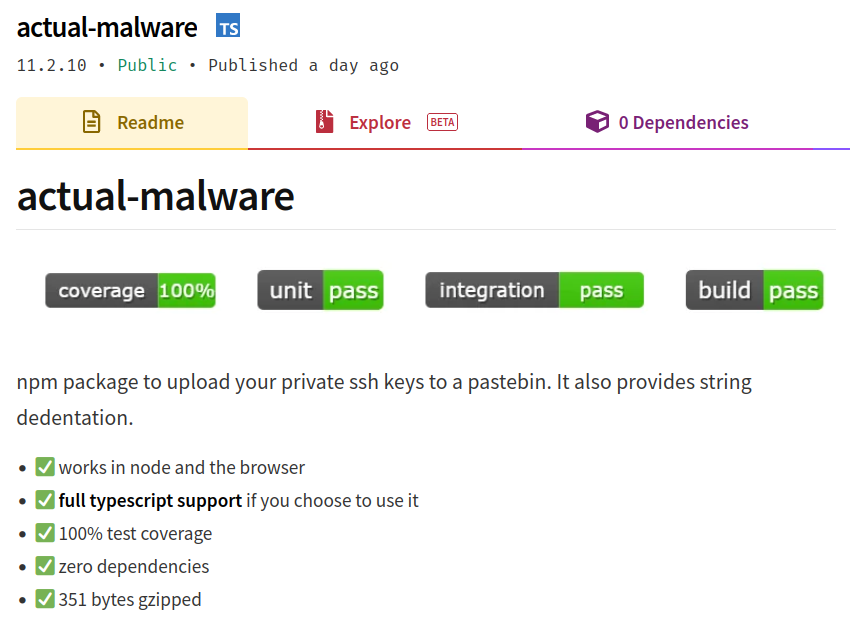 actual-malware TS
11.2.10 • Public • Published a day ago
Readme Explore BETA 0 Dependencies
actual-malware
coverage 100% unit pass integration pass build pass
npm package to upload your private ssh keys to a pastebin. It also provides string
dedentation.
• ✅ works in node and the browser
• ✅ full typescript support if you choose to use it
• ✅ 100% test coverage
• ✅ zero dependencies
• ✅ 351 bytes gzipped